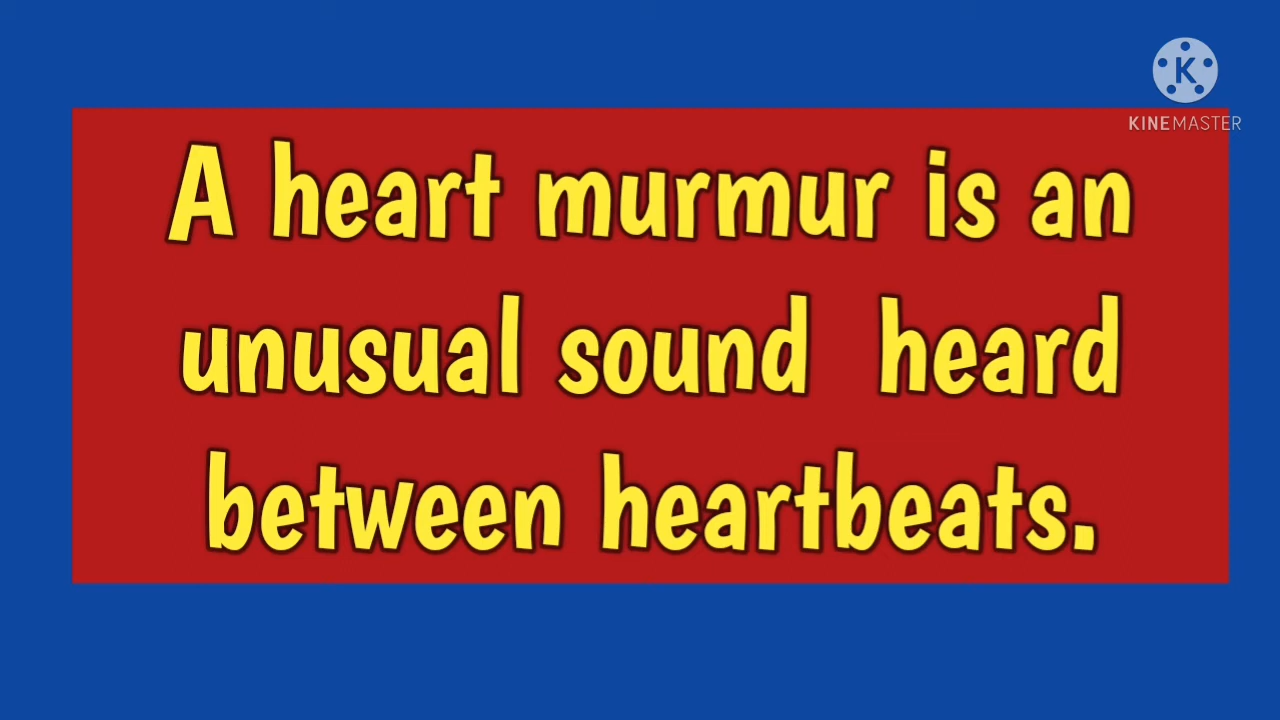 K
KINEMASTER
A heart murmur is an
unusual sound heard
between heartbeats.